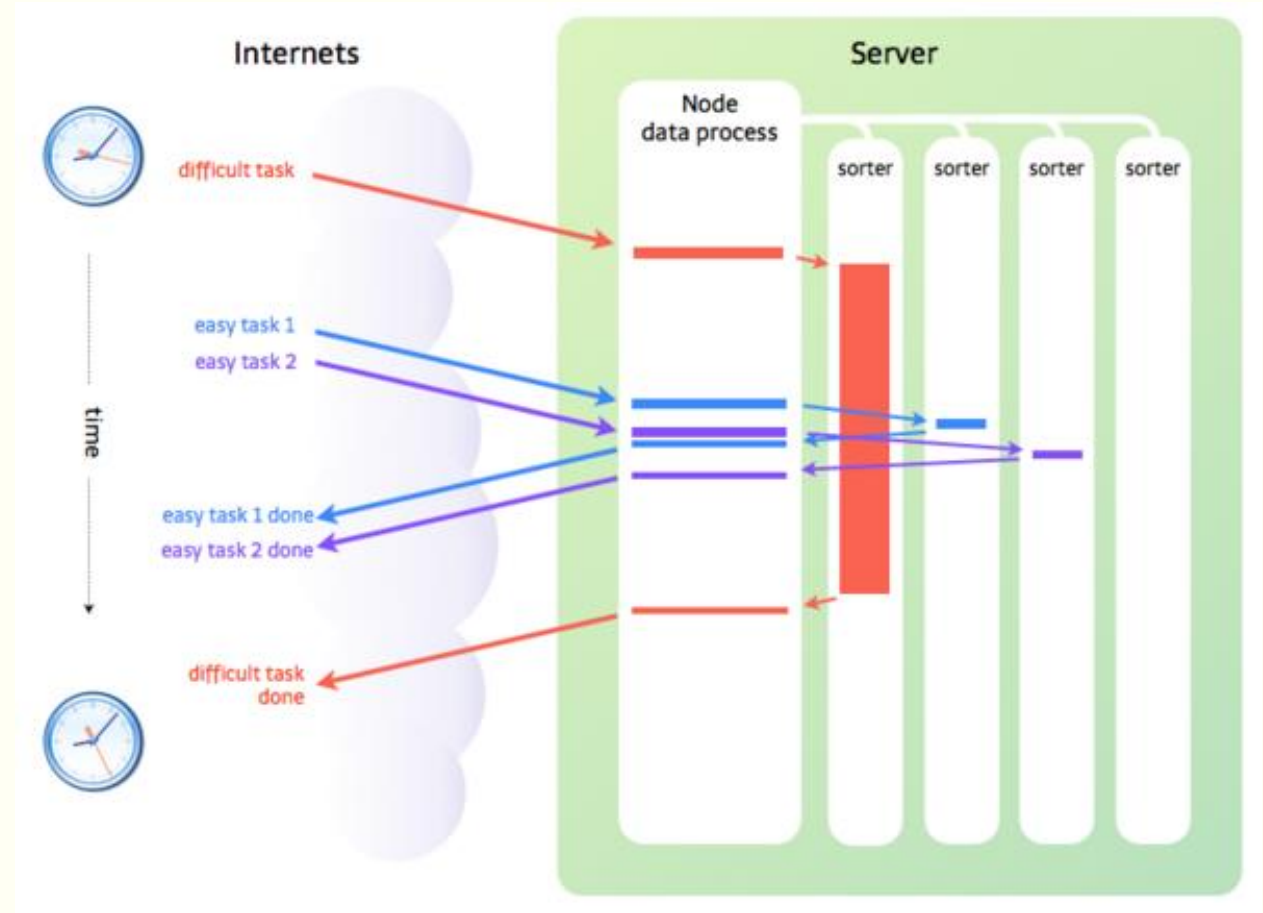 Internets
Server
Node
data process
sorter
sorter
sorter
sorter
difficult task
easy task 1
easy task 2
time
easy task 1 done
easy task 2 done
difficult task
done